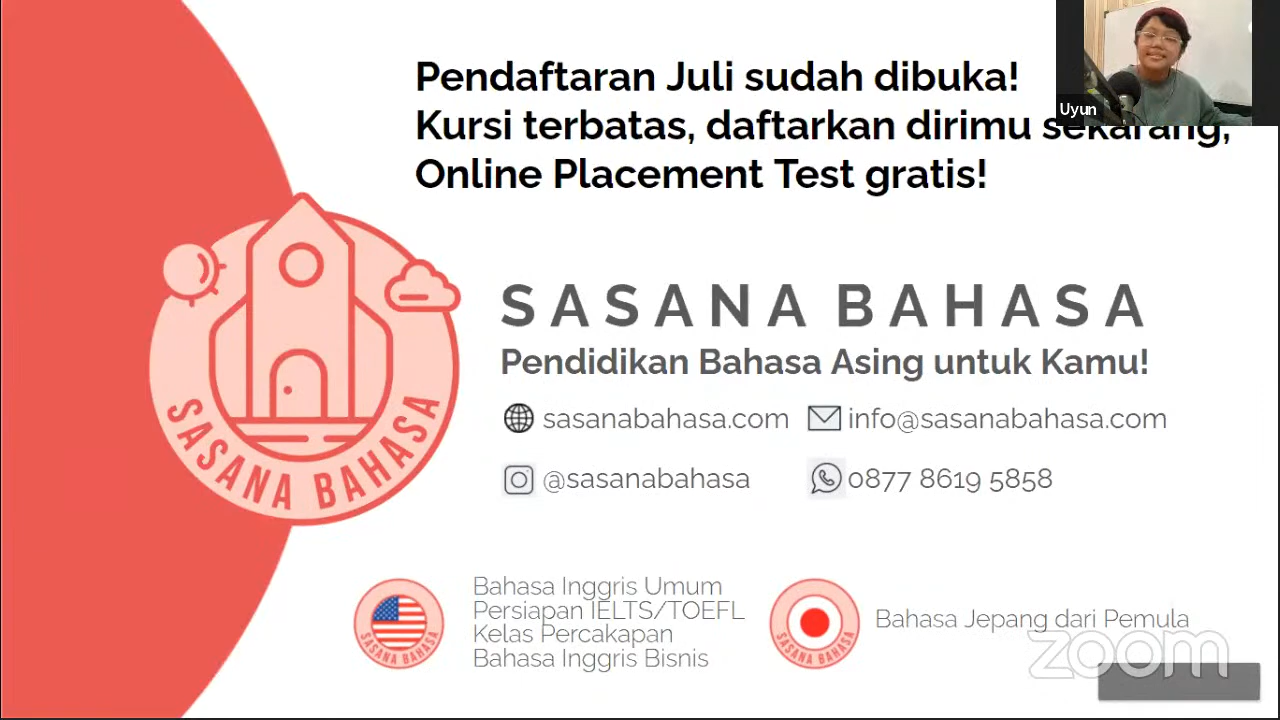 Pendaftaran Juli sudah dibuka!
Uyun
Kursi terbatas, daftarkan dirimu sekarang,
Online Placement Test gratis!
SASANA BAHASA
SASANA BAHASA
Pendidikan Bahasa Asing untuk Kamu!
sasanabahasa.com
info@sasanabahasa.com
@sasanabahasa
0877 8619 5858
Bahasa Inggris Umum
Persiapan IELTS/TOEFL
Kelas Percakapan
Bahasa Inggris Bisnis
SASANA BAHASA
Bahasa Jepang dari Pemula
SASANA BAHASA
zoom